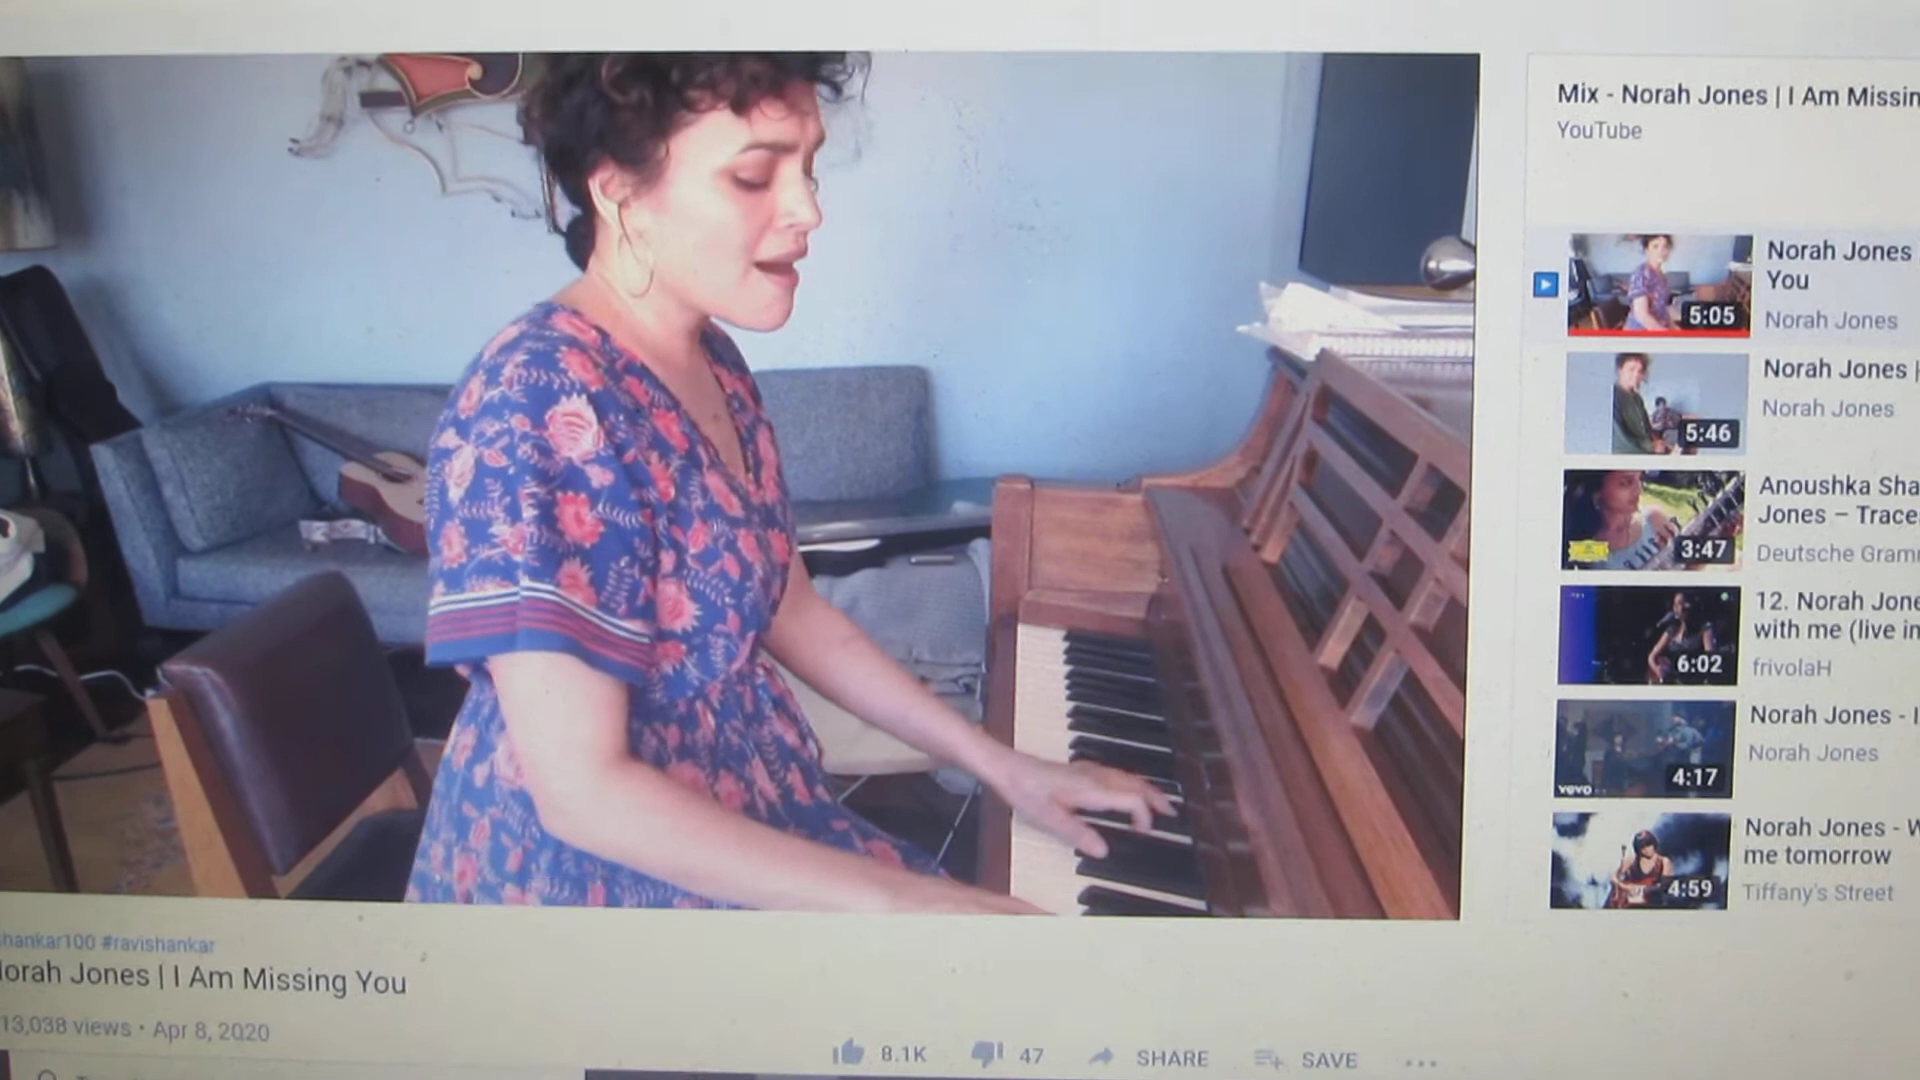 Mix - Norah Jones | I Am Missin
YouTube
Norah Jones
You
Norah Jones
5:05
Norah Jones |
Norah Jones
5:46
Anoushka Sha
Jones – Trace
Deutsche Gram
3:47
12. Norah Jone
with me (live in
frivolaH
6:02
Norah Jones - I
Norah Jones
4:17
vevo
Norah Jones - W
me tomorrow
Tiffany's Street
4:59
hankar100 #ravishankar
orah Jones | I Am Missing You
13,038 views • Apr 8, 2020
8.1K 47 SHARE SAVE